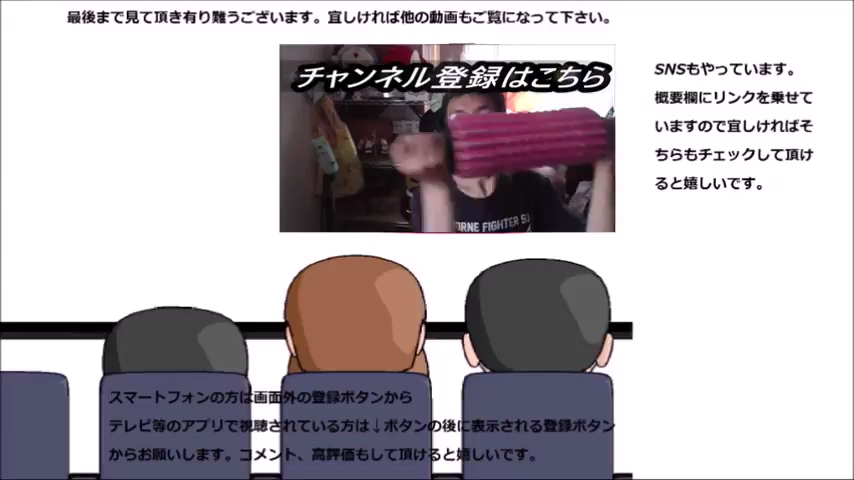 最後まで見て頂き有り難うございます。宜しければ他の動画もご覧になって下さい。
チャンネル登録はこちら
ORNE FIGHTER SQ
SNSもやっています。
概要欄にリンクを乗せて
いますので宜しければそ
ちらもチェックして頂け
ると嬉しいです。
スマートフォンの方は画面外の登録ボタンから
テレビ等のアプリで視聴されている方は↓ボタンの後に表示される登録ボタン
からお願いします。コメント、高評価もして頂けると嬉しいです。